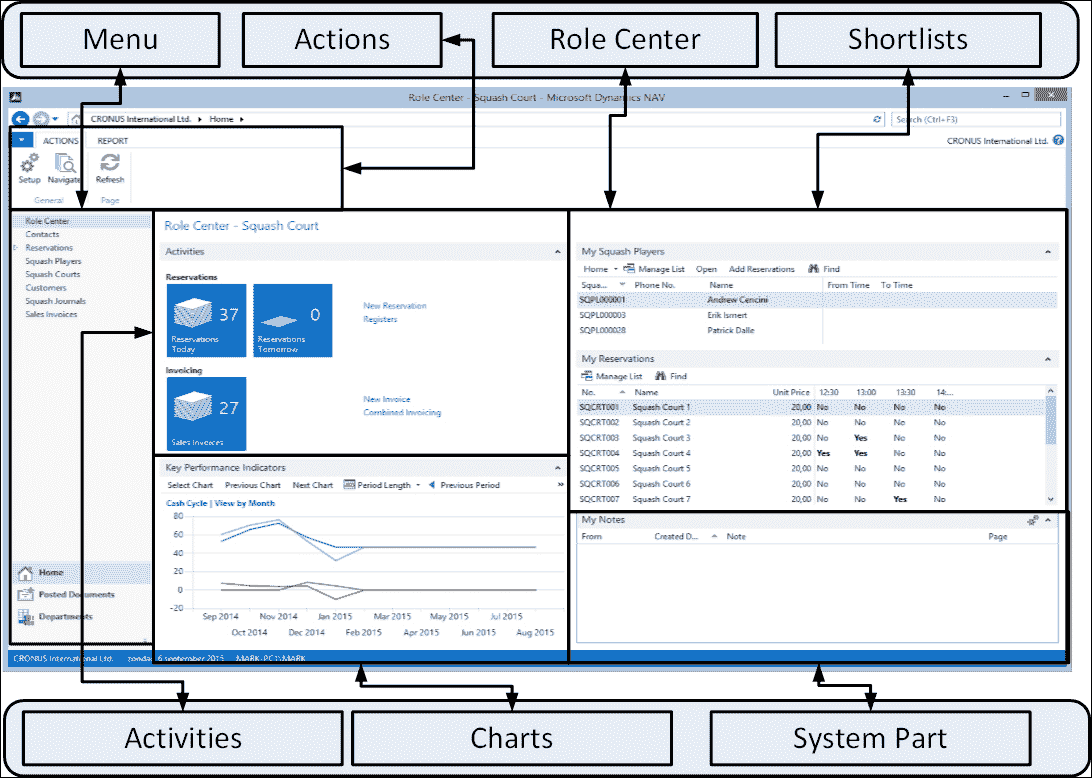 Menu
Actions
Role Center
Shortlists
Role Center - Squash Court - Microsoft Dynamics NAV
CRONUS International Ltd.
Home
Search (Ctrl+F3)
ACTIONS
REPORT
CRONUS International Ltd.
Setup
Navigate
Refresh
General
Page
Role Center
Contacts
Reservations
Squash Players
Squash Courts
Customers
Squash Journals
Sales Invoices
Home
Posted Documents
Departments
Role Center - Squash Court
Activities
Reservations
37
Reservations
Today
0
Reservations
Tomorrow
New Reservation
Registers
Invoicing
27
Sales Invoices
New Invoice
Combined Invoicing
Key Performance Indicators
Select Chart Previous Chart Next Chart Period Length Previous Period »
Cash Cycle | View by Month
80
60
40
20
0
-20
Sep 2014 Nov 2014 Jan 2015 Mar 2015 May 2015 Jul 2015
Oct 2014 Dec 2014 Feb 2015 Apr 2015 Jun 2015 Aug 2015
My Squash Players
Home Manage List Open Add Reservations Find
Squa... Phone No. Name From Time To Time
SQPL000001 Andrew Cencini
SQPL000003 Erik Ismert
SQPL000028 Patrick Dalle
My Reservations
Manage List Find
No. Name Unit Price 12:30 13:00 13:30 14:...
SQCRT001 Squash Court 1 20,00 No No No No
SQCRT002 Squash Court 2 20,00 No No No No
SQCRT003 Squash Court 3 20,00 No Yes No No
SQCRT004 Squash Court 4 20,00 Yes Yes No No
SQCRT005 Squash Court 5 20,00 No No No No
SQCRT006 Squash Court 6 20,00 No No No No
SQCRT007 Squash Court 7 20,00 No No Yes No
My Notes
From Created D... Note Page
CRONUS International Ltd. zondag 6 september 2015 MARK-PC1\MARK
Activities
Charts
System Part